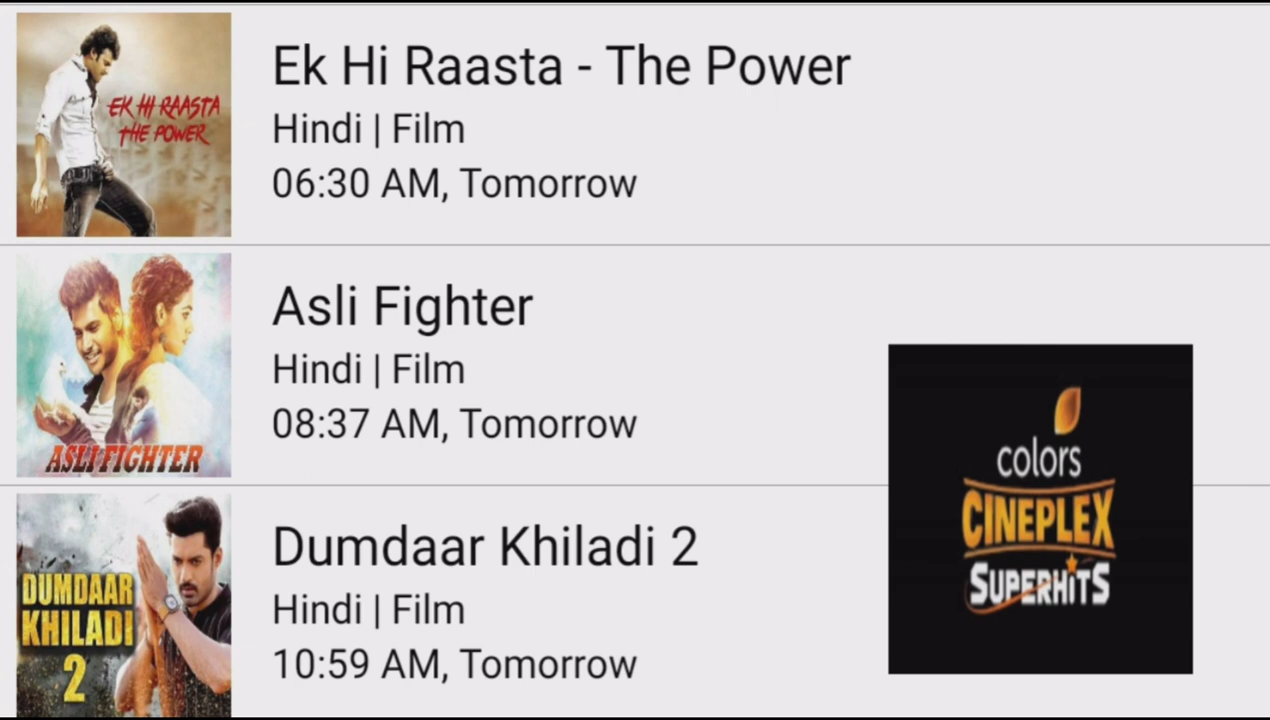 EK HI RAASTA
THE POWER
Ek Hi Raasta - The Power
Hindi | Film
06:30 AM, Tomorrow
ASLI FIGHTER
Asli Fighter
Hindi | Film
08:37 AM, Tomorrow
DUMDAAR
KHILADI
2
Dumdaar Khiladi 2
Hindi | Film
10:59 AM, Tomorrow
colors
CINEPLEX
SUPERHiTS